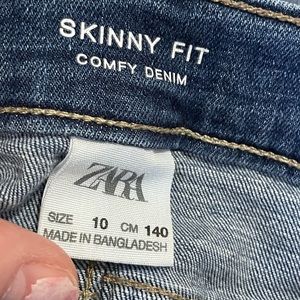 SKINNY FIT
COMFY DENIM
ZARA
SIZE 10 CM 140
MADE IN BANGLADESH